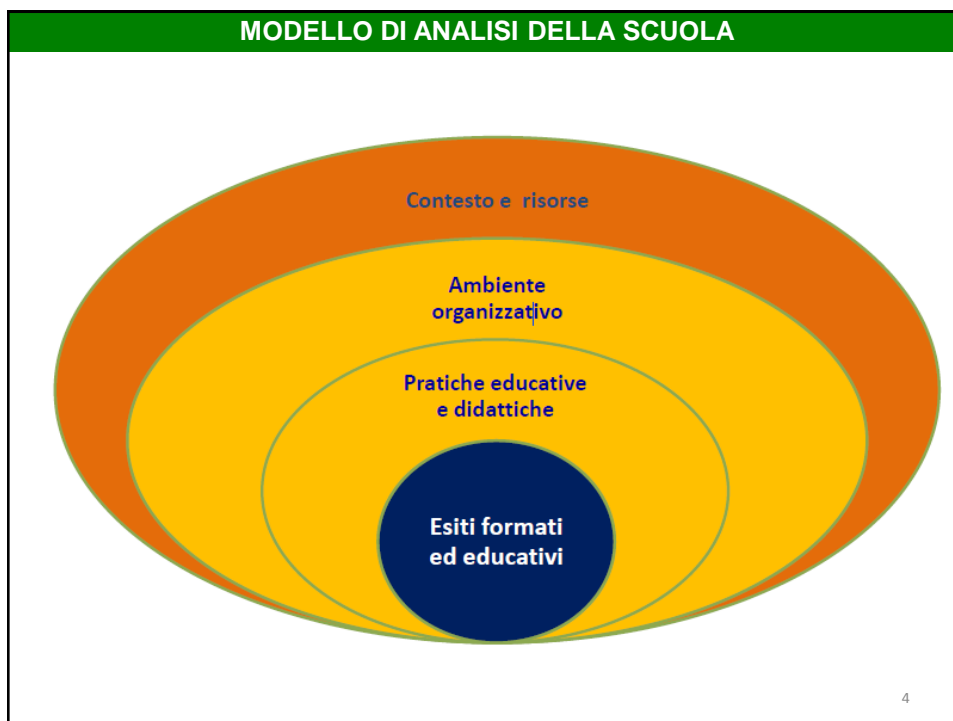 MODELLO DI ANALISI DELLA SCUOLA
Contesto e risorse
Ambiente
organizzativo
Pratiche educative
e didattiche
Esiti formati
ed educativi
4